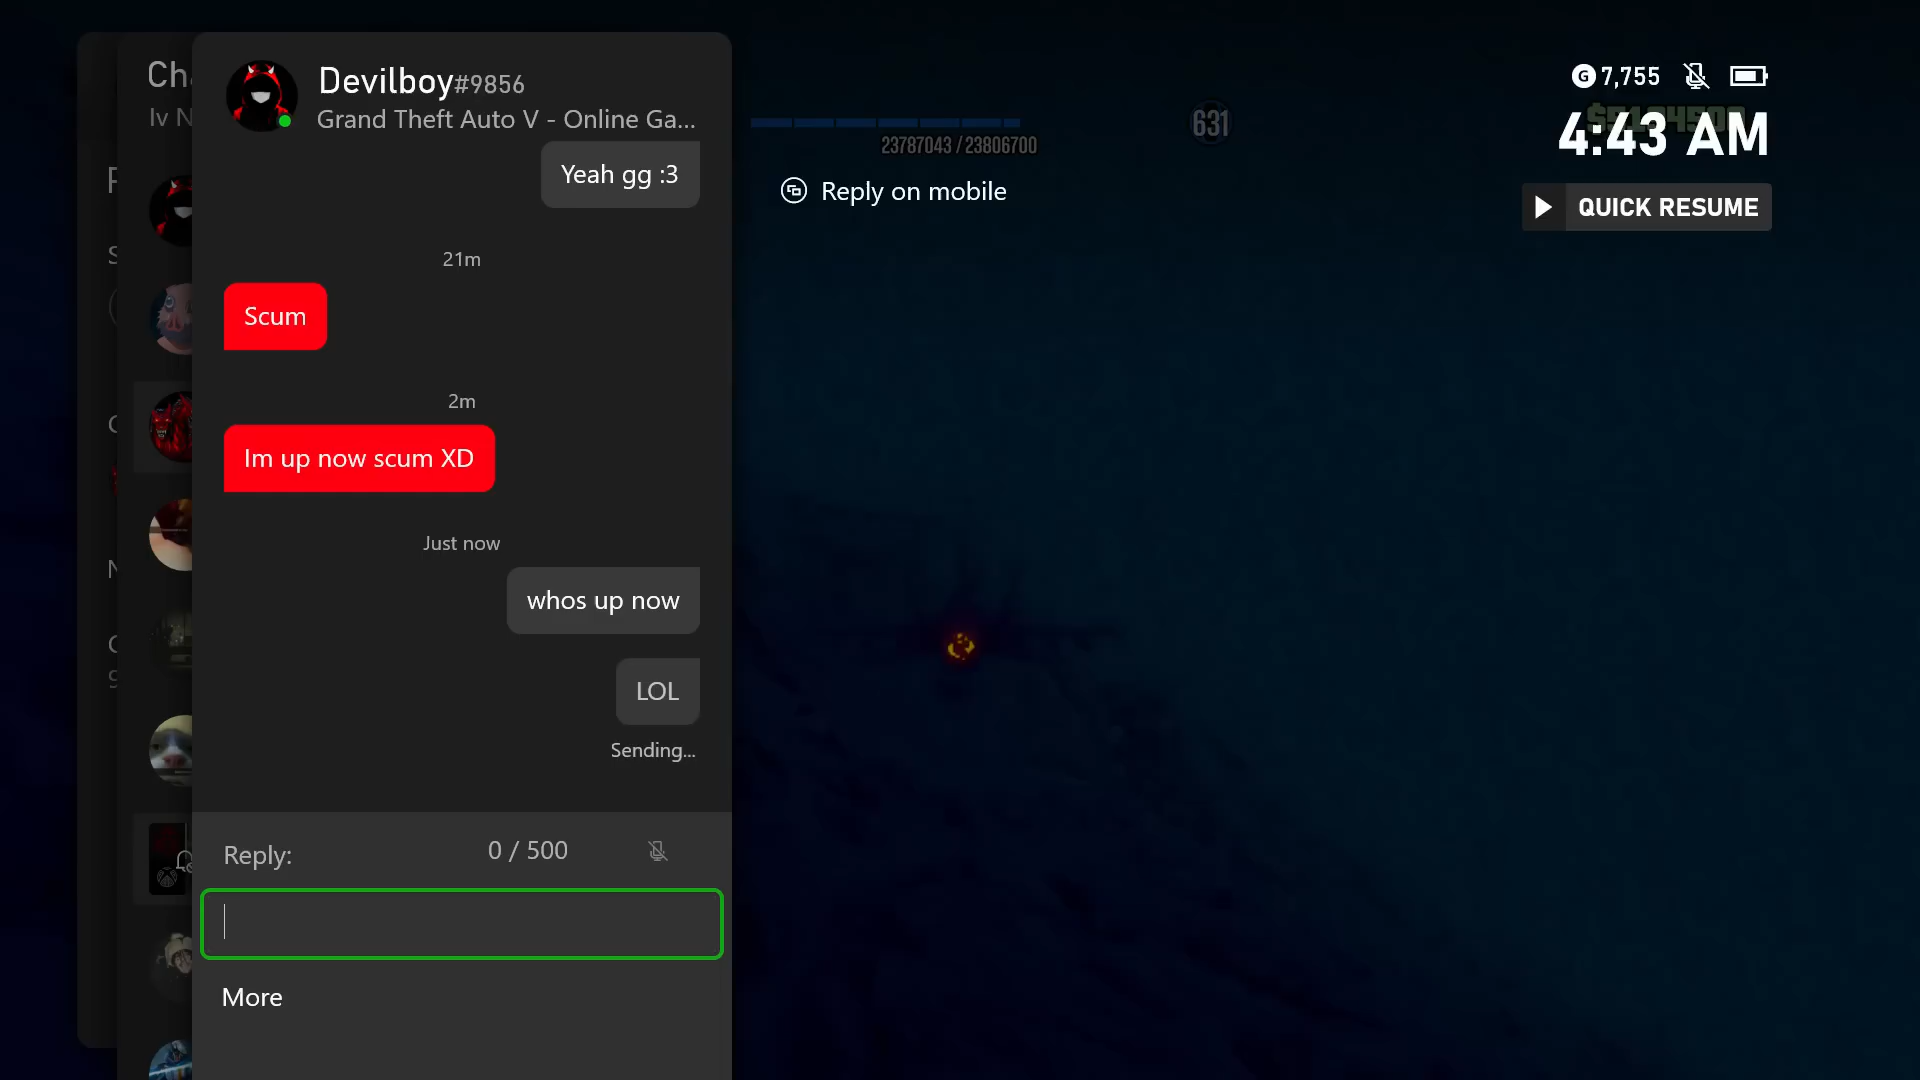 Cha
lv N
Devilboy#9856
Grand Theft Auto V - Online Ga...
Yeah gg :3
21m
Scum
2m
Im up now scum XD
Just now
whos up now
LOL
Sending...
Reply:
0 / 500
More
23787043 / 23806700
631
Reply on mobile
G 7,755
4:43 AM
QUICK RESUME